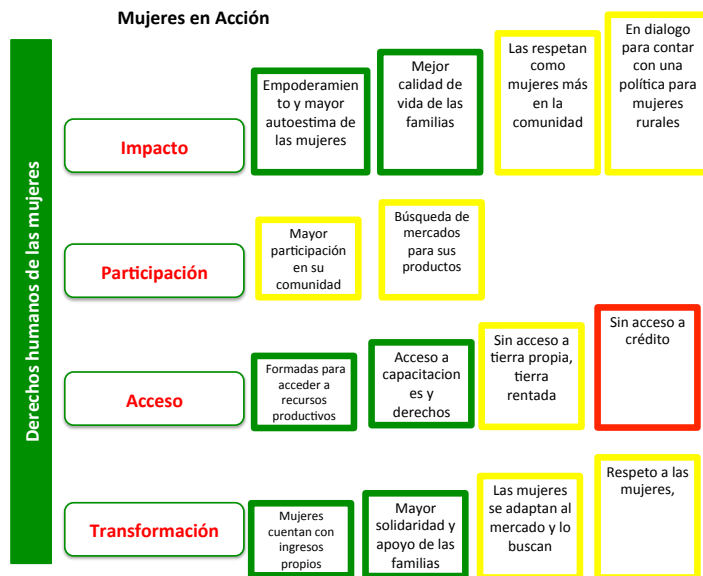 Mujeres en Acción
Derechos humanos de las mujeres
Impacto
Empoderamie
nto y mayor
autoestima de
las mujeres
Mejor
calidad de
vida de las
familias
Las respetan
como
mujeres más
en la
comunidad
En dialogo
para contar
con una
política para
mujeres
rurales
Participación
Mayor
participación
en su
comunidad
Búsqueda de
mercados
para sus
productos
Acceso
Formadas para
acceder a
recursos
productivos
Acceso a
capacitacion
es y
derechos
Sin acceso a
tierra propia,
tierra
rentada
Sin acceso a
crédito
Transformación
Mujeres
cuentan con
ingresos
propios
Mayor
solidaridad y
apoyo de las
familias
Las mujeres
se adaptan al
mercado y lo
buscan
Respeto a las
mujeres,